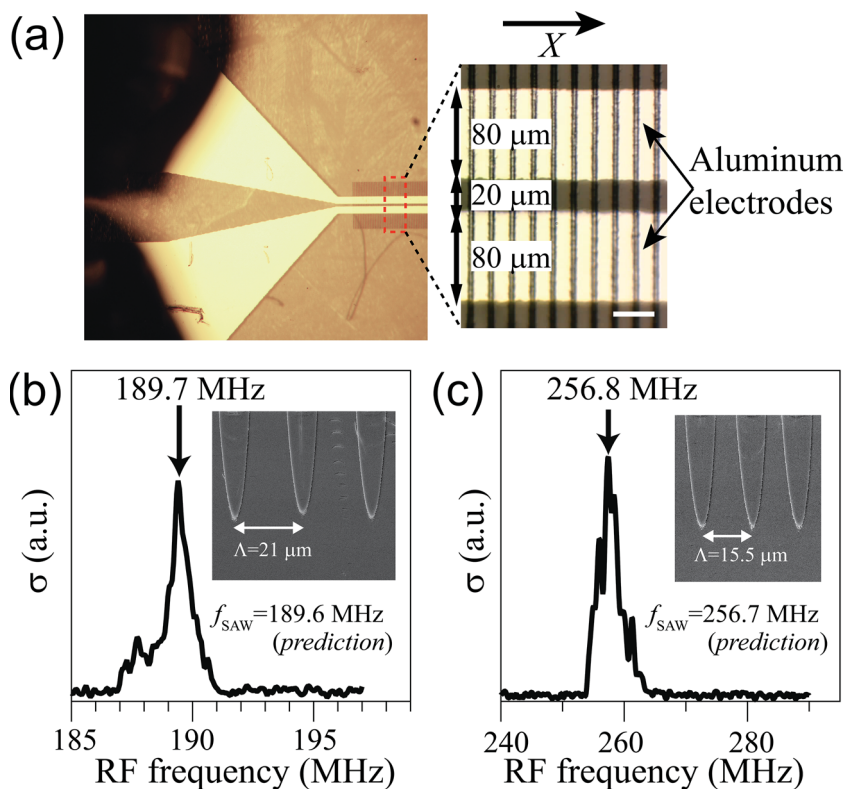 (a)
X
80 μm
20 μm
80 μm
Aluminum
electrodes
(b)
189.7 MHz
Λ=21 μm
f_SAW=189.6 MHz
(prediction)
σ (a.u.)
185 190 195
RF frequency (MHz)
(c)
256.8 MHz
Λ=15.5 μm
f_SAW=256.7 MHz
(prediction)
σ (a.u.)
240 260 280
RF frequency (MHz)